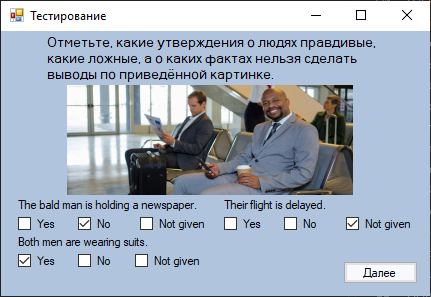 Тестирование
Отметьте, какие утверждения о людях правдивые,
какие ложные, а о каких фактах нельзя сделать
выводы по приведённой картинке.
The bald man is holding a newspaper.
Yes No Not given
Their flight is delayed.
Yes No Not given
Both men are wearing suits.
Yes No Not given
Далее